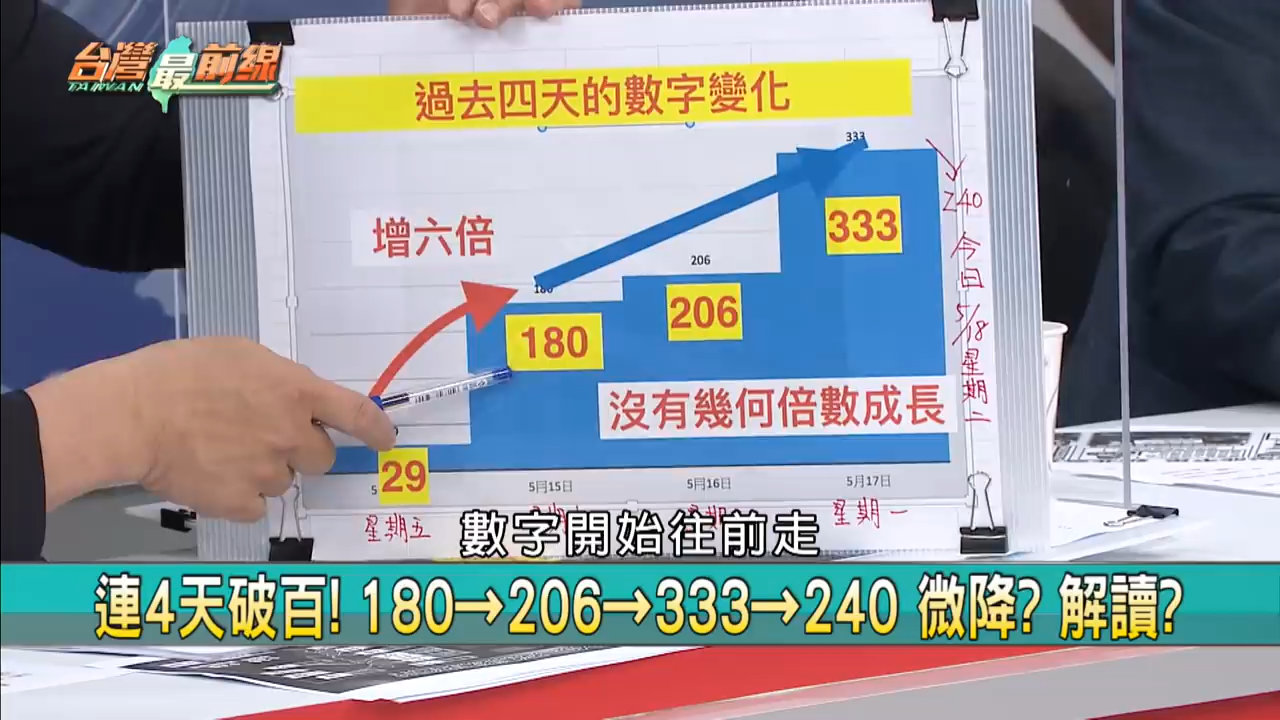 台灣最前線
TAIWAN
過去四天的數字變化
333
增六倍
333
240
今日
5/18
星期二
206
180
206
180
沒有幾何倍數成長
29
5月15日
5月16日
5月17日
星期五
星期一
數字開始往前走
連4天破百! 180→206→333→240 微降? 解讀?